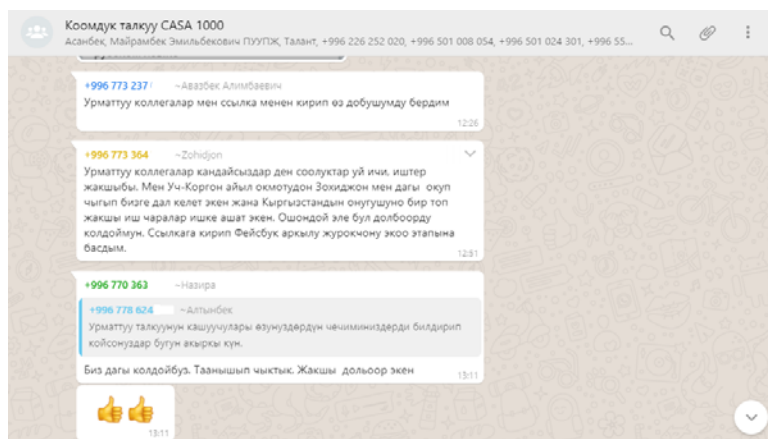 Коомдук талкуу CASA 1000
Асанбек, Майрамбек Эмильбекович ПУУПЖ, Талант, +996 226 252 020, +996 501 008 054, +996 501 024 301, +996 55...
+996 773 237 ~Авазбек Алимбаевич
Урматтуу коллегалар мен ссылка менен кирип өз добушумду бердим
12:26
+996 773 364 ~Zohidjon
Урматтуу коллегалар кандайсыздар ден соолуктар уй ичи, иштер
жакшыбы. Мен Уч-Коргон айыл окмотудон Зохиджон мен дагы окуп
чыгып бизге дал келет экен жана Кыргызстандын онугушуно бир топ
жакшы иш чаралар ишке ашат экен. Ошондой эле бул долбоорду
колдоймун. Ссылкага кирип Фейсбук аркылу журокчону экоо этапына
басдым.
12:51
+996 770 363 ~Назира
+996 778 624 ~Алтынбек
Урматтуу талкуунун кашуучулары өзунуздөрдүн чечиминиздерди билдирип
койсонуздар бугун акыркы күн.
Биз дагы колдойбуз. Таанышып чыктык. Жакшы дольоор экен
13:11
13:11